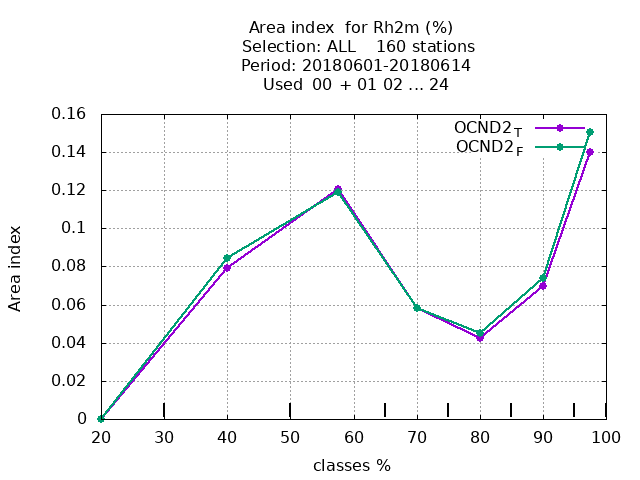 Area index  for Rh2m (%)
Selection: ALL    160 stations
Period: 20180601-20180614
Used  00  + 01 02 ... 24
OCND2T
OCND2F
0.16
0.14
0.12
0.1
0.08
0.06
0.04
0.02
0
Area index
20 30 40 50 60 70 80 90 100
classes %